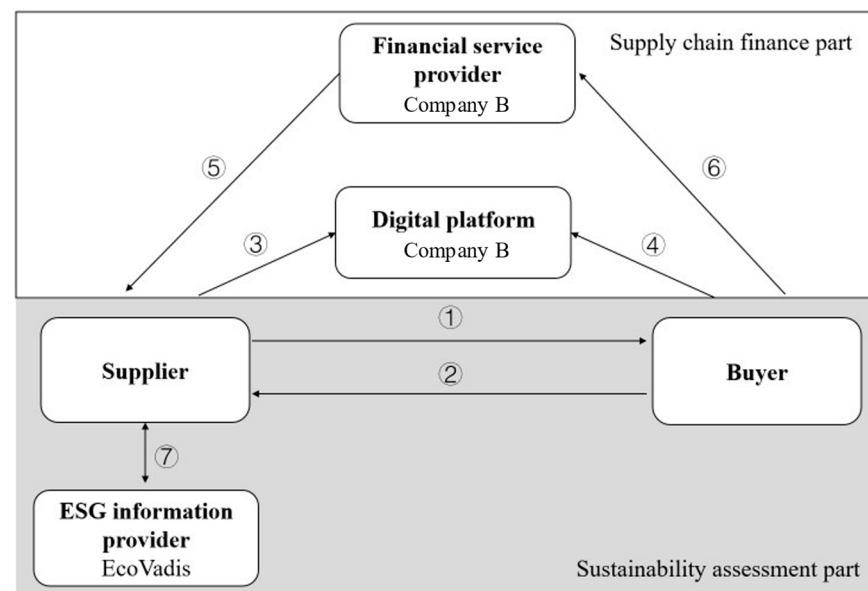 Financial service
provider
Company B
Supply chain finance part
⑤
⑥
Digital platform
Company B
③
④
①
Supplier
Buyer
②
⑦
ESG information
provider
EcoVadis
Sustainability assessment part